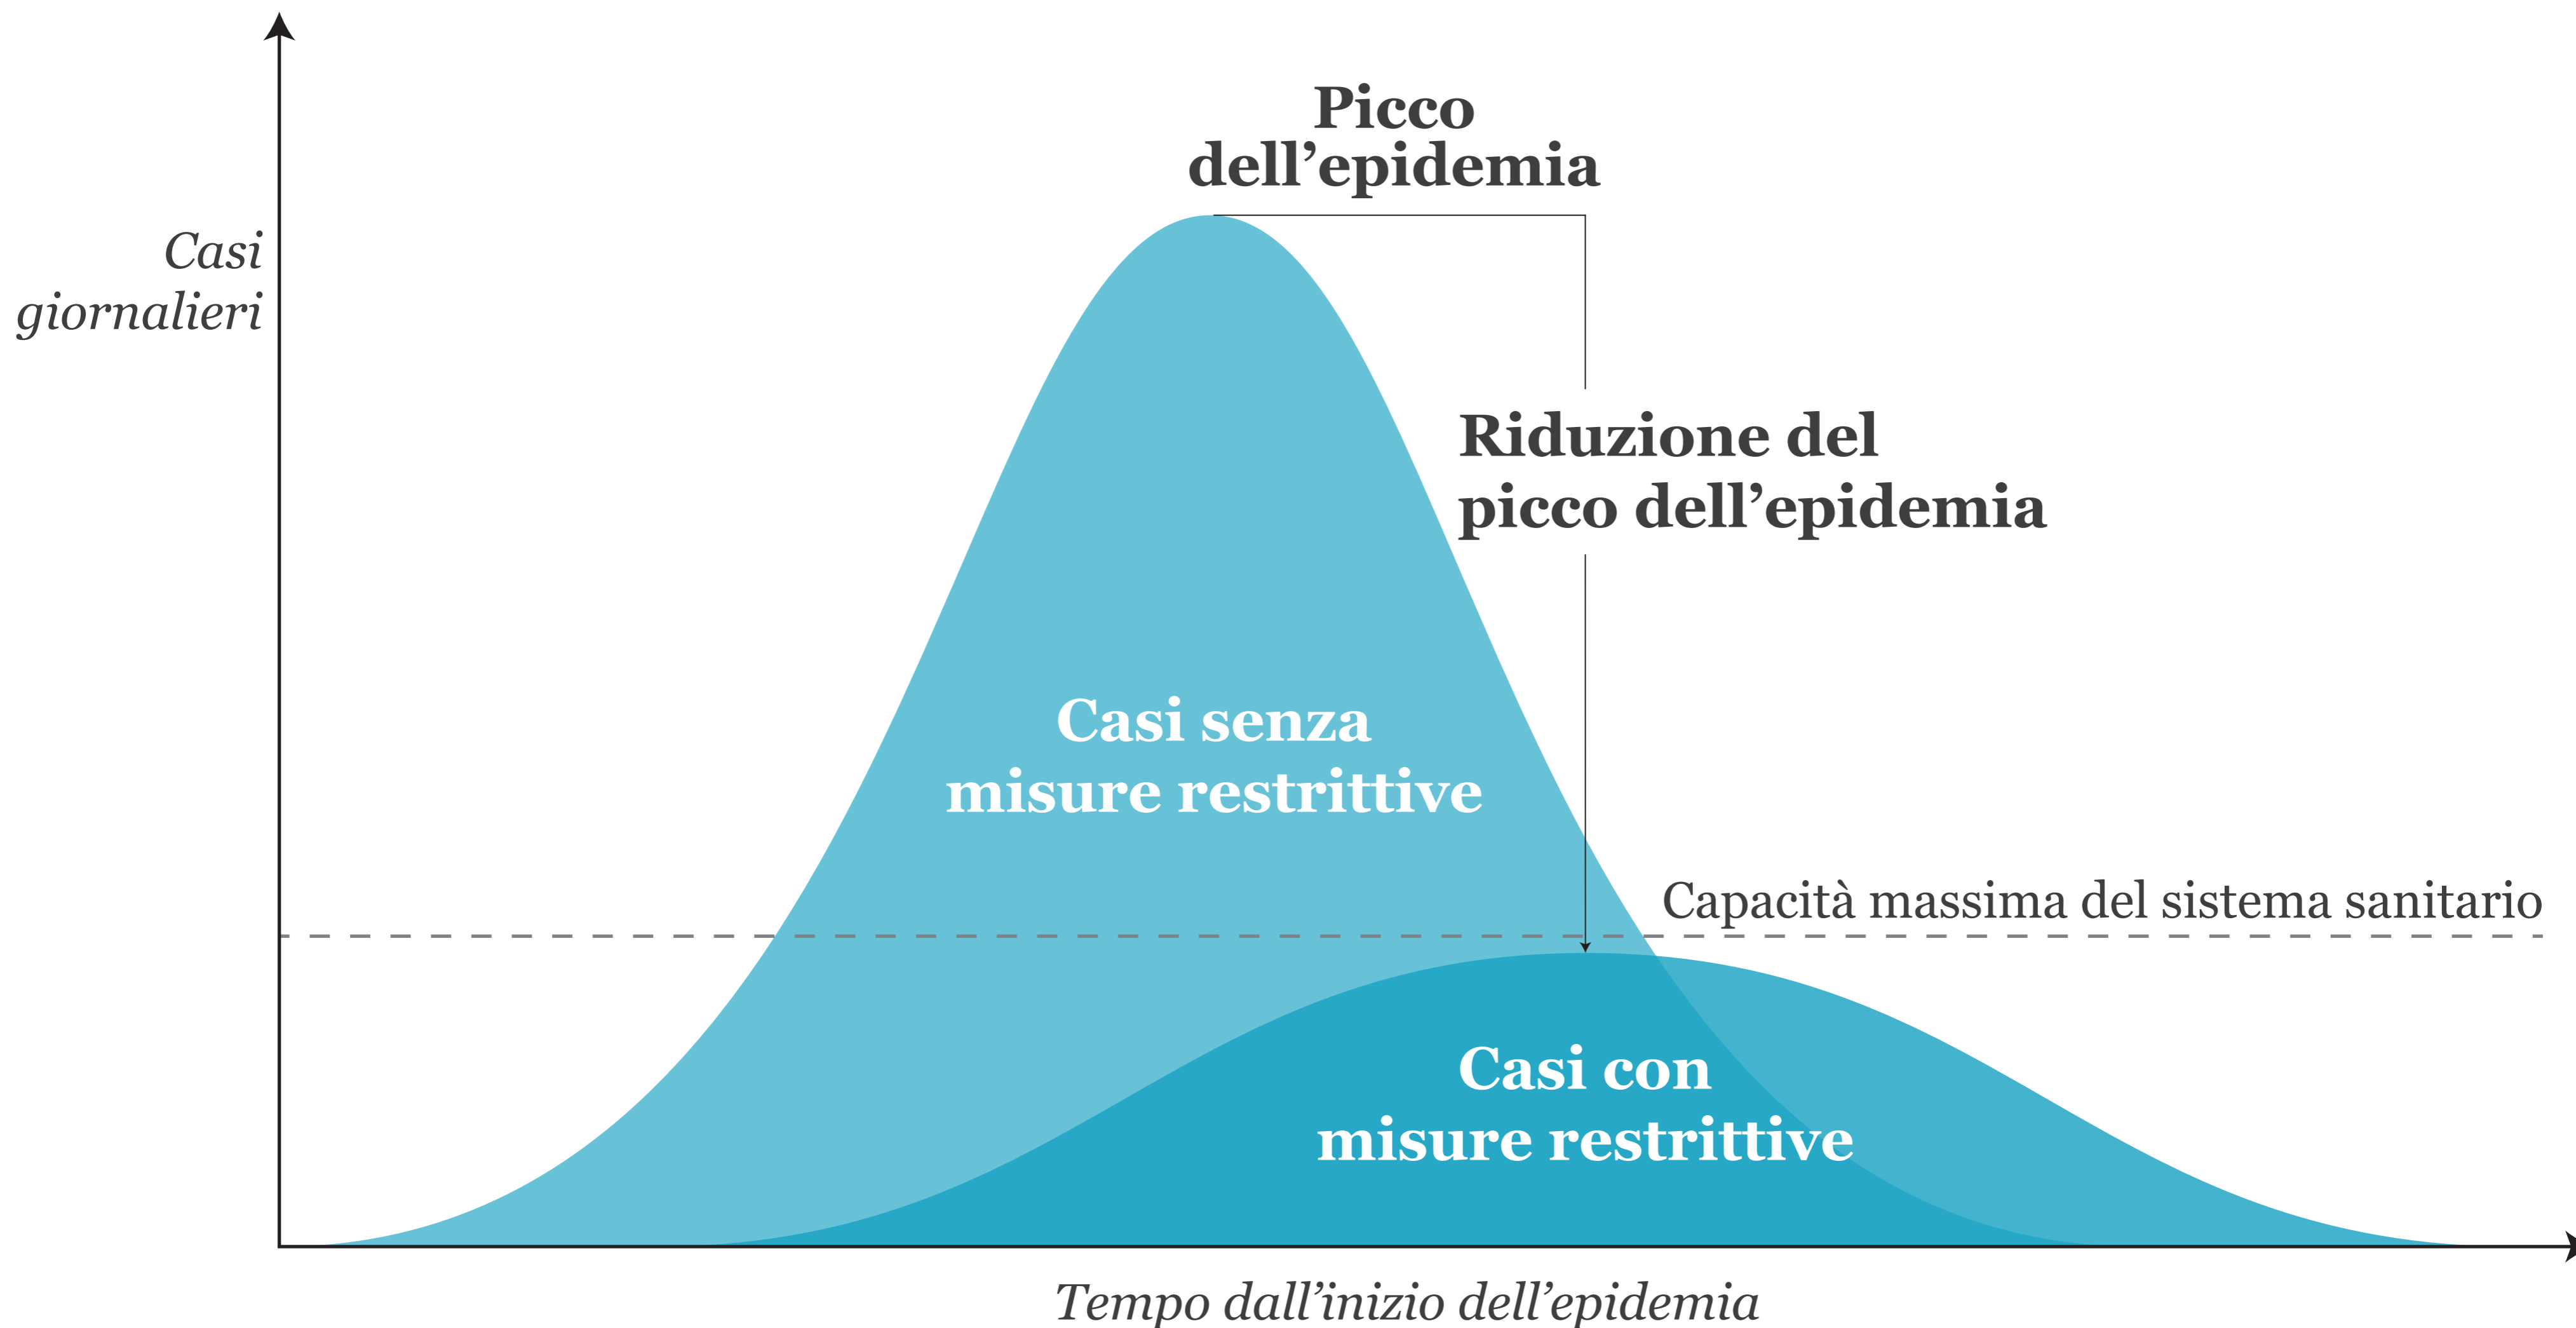 Picco
dell’epidemia
Casi
giornalieri
Riduzione del
picco dell’epidemia
Casi senza
misure restrittive
Capacità massima del sistema sanitario
Casi con
misure restrittive
Tempo dall’inizio dell’epidemia